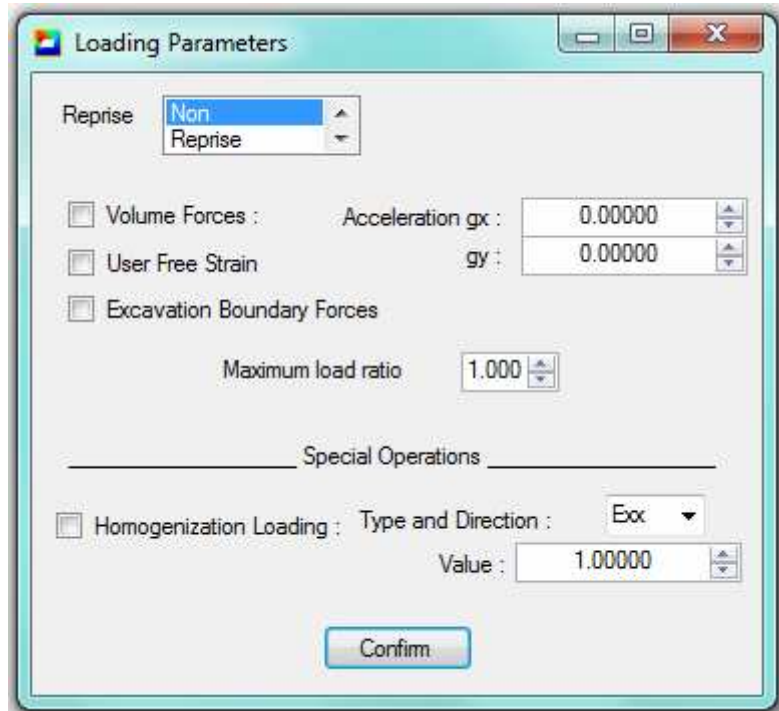 Loading Parameters
Reprise Non
Reprise
Volume Forces : Acceleration gx : 0.00000
User Free Strain gy : 0.00000
Excavation Boundary Forces
Maximum load ratio 1.000
Special Operations
Homogenization Loading : Type and Direction : Exx
Value : 1.00000
Confirm